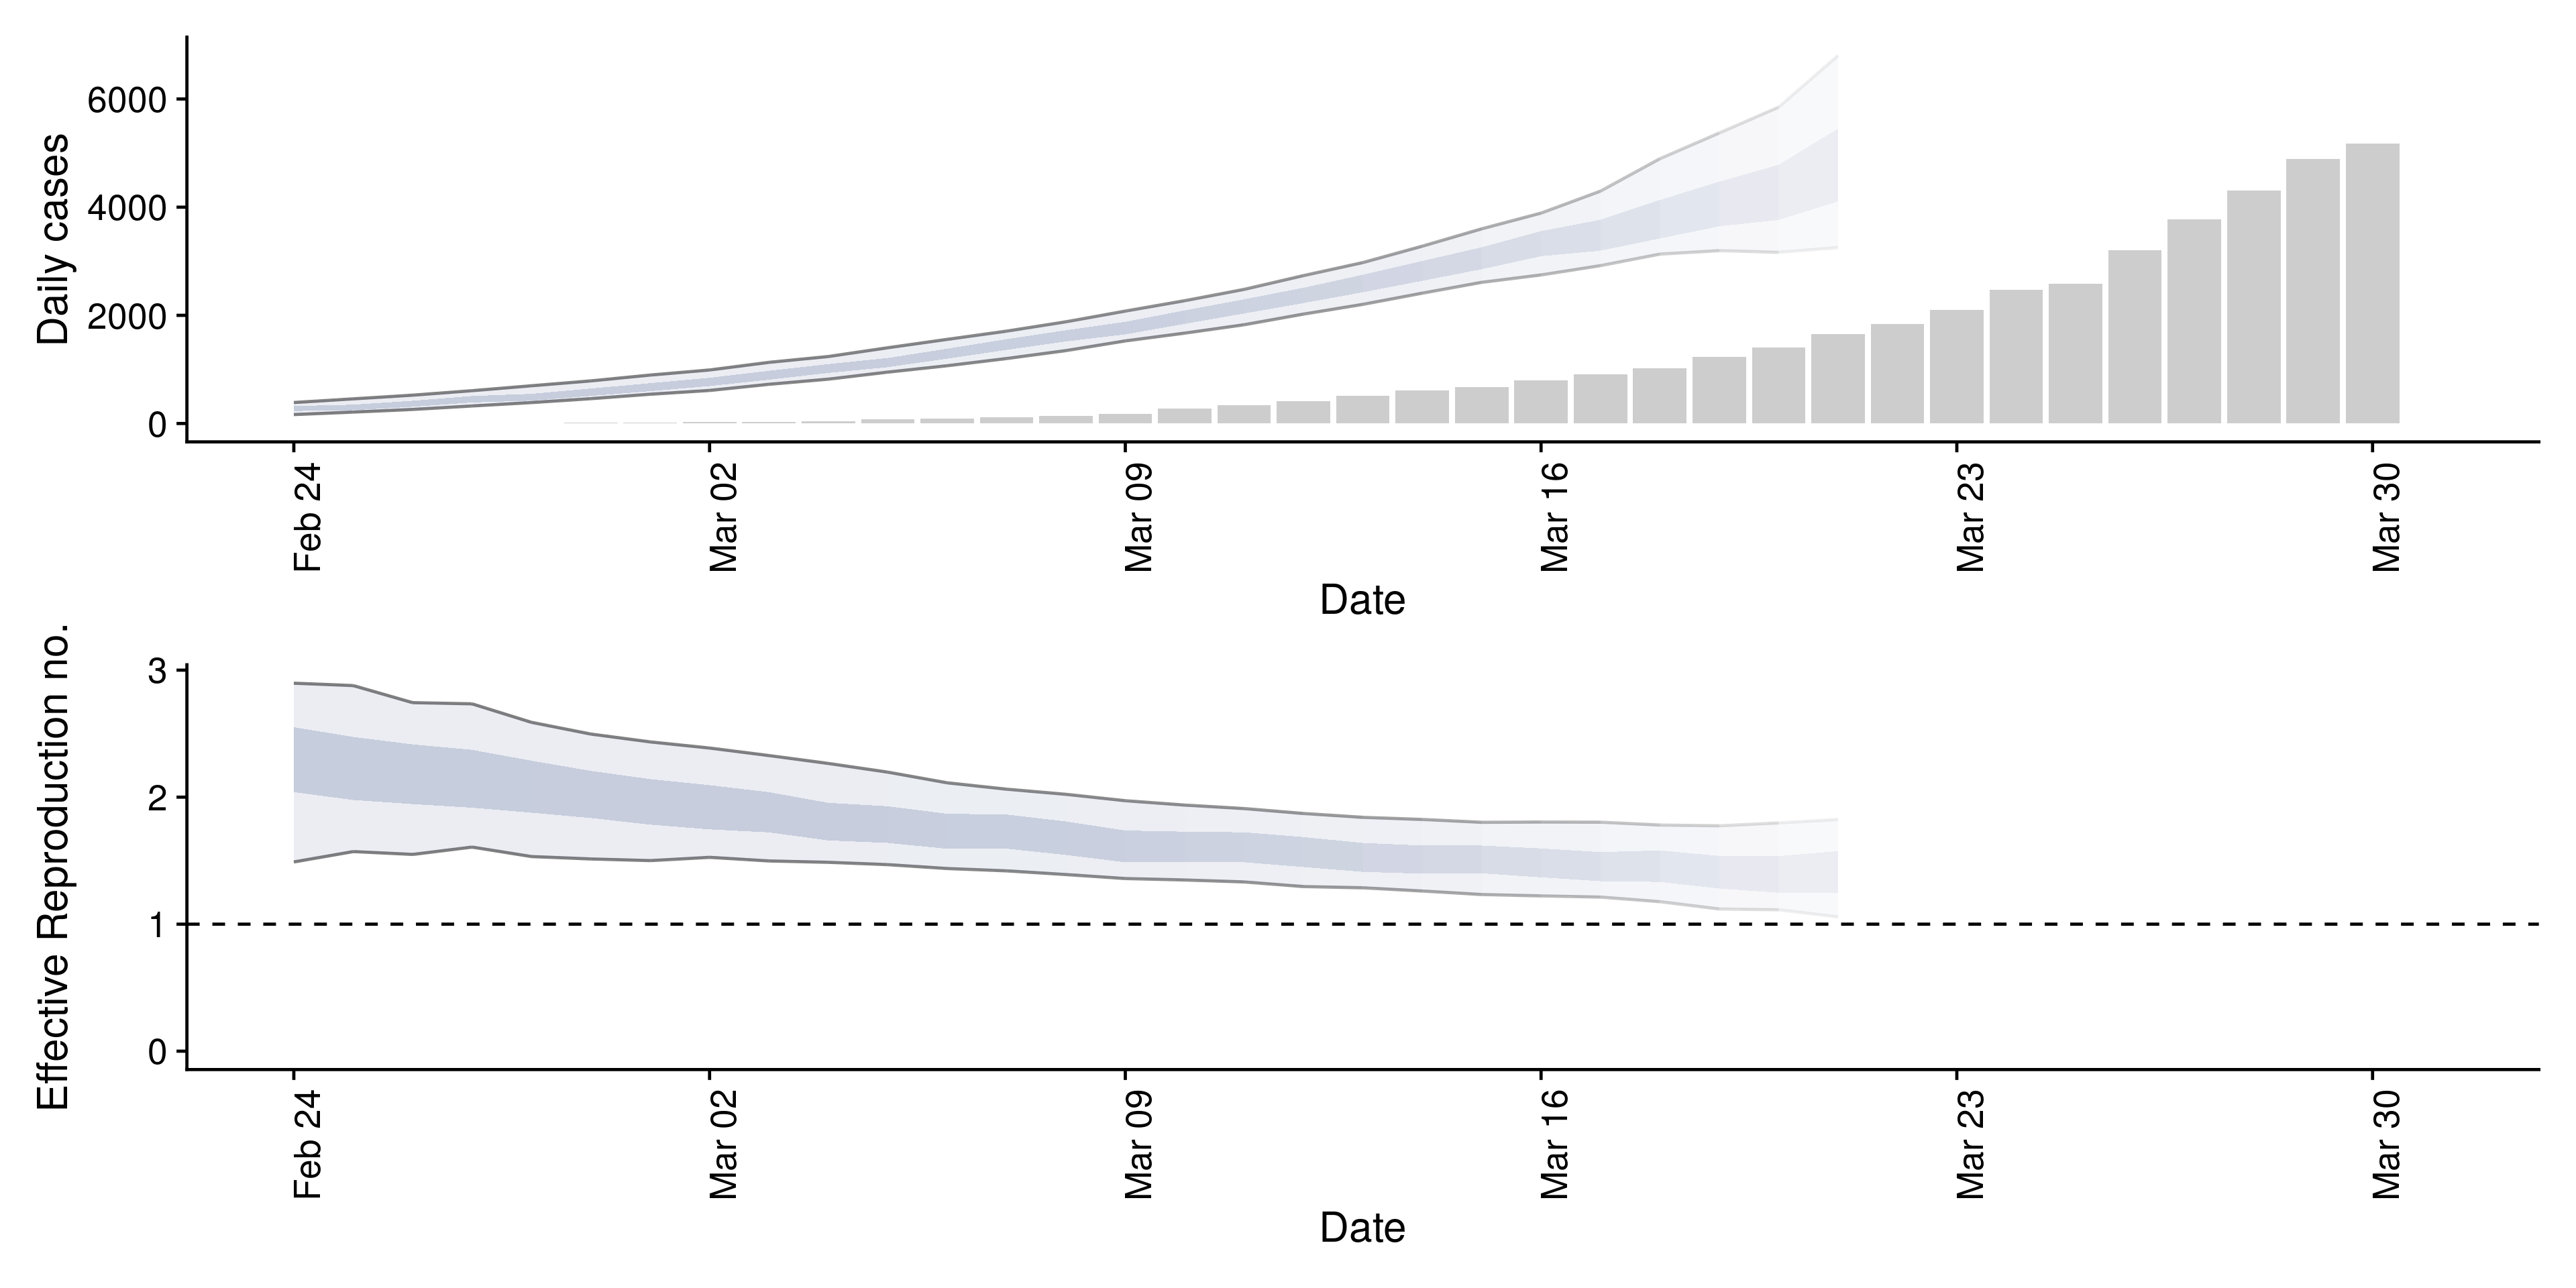 Daily cases
6000
4000
2000
0
Feb 24
Mar 02
Mar 09
Mar 16
Mar 23
Mar 30
Date
Effective Reproduction no.
3
2
1
0
Feb 24
Mar 02
Mar 09
Mar 16
Mar 23
Mar 30
Date